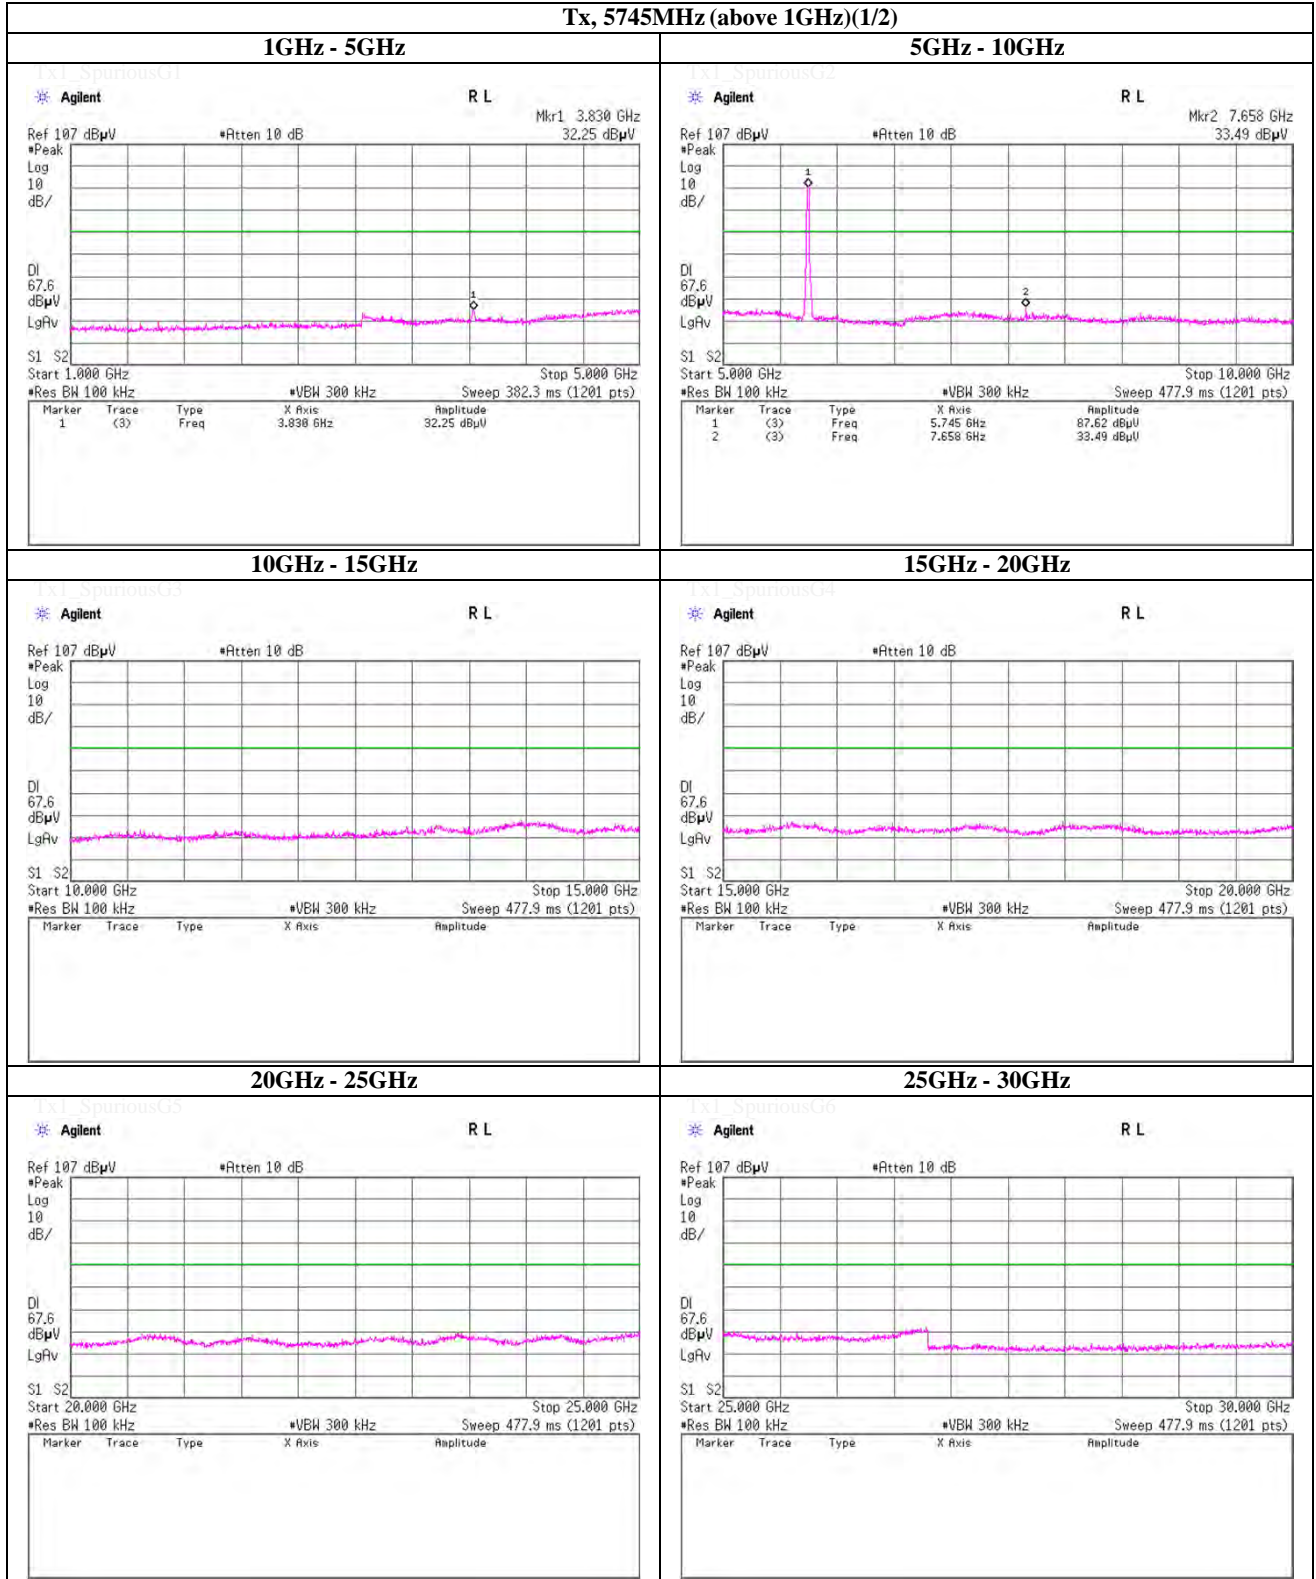 Tx, 5745MHz (above 1GHz)(1/2)
1GHz - 5GHz
5GHz - 10GHz
Tx1_SpuriousG1
Agilent
R L
Mkr1 3.830 GHz
Ref 107 dBµV
#Atten 10 dB
32.25 dBµV
#Peak
Log
10
dB/
1
DI
67.6
dBµV
LgAv
S1 S2
Start 1.000 GHz
Stop 5.000 GHz
#Res BW 100 kHz
#VBW 300 kHz
Sweep 382.3 ms (1201 pts)
Marker Trace Type X Axis Amplitude
1 (3) Freq 3.830 GHz 32.25 dBµV
Tx1_SpuriousG2
Agilent
R L
Mkr2 7.658 GHz
Ref 107 dBµV
#Atten 10 dB
33.49 dBµV
#Peak
Log
10
dB/
1
2
DI
67.6
dBµV
LgAv
S1 S2
Start 5.000 GHz
Stop 10.000 GHz
#Res BW 100 kHz
#VBW 300 kHz
Sweep 477.9 ms (1201 pts)
Marker Trace Type X Axis Amplitude
1 (3) Freq 5.745 GHz 87.62 dBµV
2 (3) Freq 7.658 GHz 33.49 dBµV
10GHz - 15GHz
15GHz - 20GHz
Tx1_SpuriousG3
Agilent
R L
Ref 107 dBµV
#Atten 10 dB
#Peak
Log
10
dB/
DI
67.6
dBµV
LgAv
S1 S2
Start 10.000 GHz
Stop 15.000 GHz
#Res BW 100 kHz
#VBW 300 kHz
Sweep 477.9 ms (1201 pts)
Marker Trace Type X Axis Amplitude
Tx1_SpuriousG4
Agilent
R L
Ref 107 dBµV
#Atten 10 dB
#Peak
Log
10
dB/
DI
67.6
dBµV
LgAv
S1 S2
Start 15.000 GHz
Stop 20.000 GHz
#Res BW 100 kHz
#VBW 300 kHz
Sweep 477.9 ms (1201 pts)
Marker Trace Type X Axis Amplitude
20GHz - 25GHz
25GHz - 30GHz
Tx1_SpuriousG5
Agilent
R L
Ref 107 dBµV
#Atten 10 dB
#Peak
Log
10
dB/
DI
67.6
dBµV
LgAv
S1 S2
Start 20.000 GHz
Stop 25.000 GHz
#Res BW 100 kHz
#VBW 300 kHz
Sweep 477.9 ms (1201 pts)
Marker Trace Type X Axis Amplitude
Tx1_SpuriousG6
Agilent
R L
Ref 107 dBµV
#Atten 10 dB
#Peak
Log
10
dB/
DI
67.6
dBµV
LgAv
S1 S2
Start 25.000 GHz
Stop 30.000 GHz
#Res BW 100 kHz
#VBW 300 kHz
Sweep 477.9 ms (1201 pts)
Marker Trace Type X Axis Amplitude